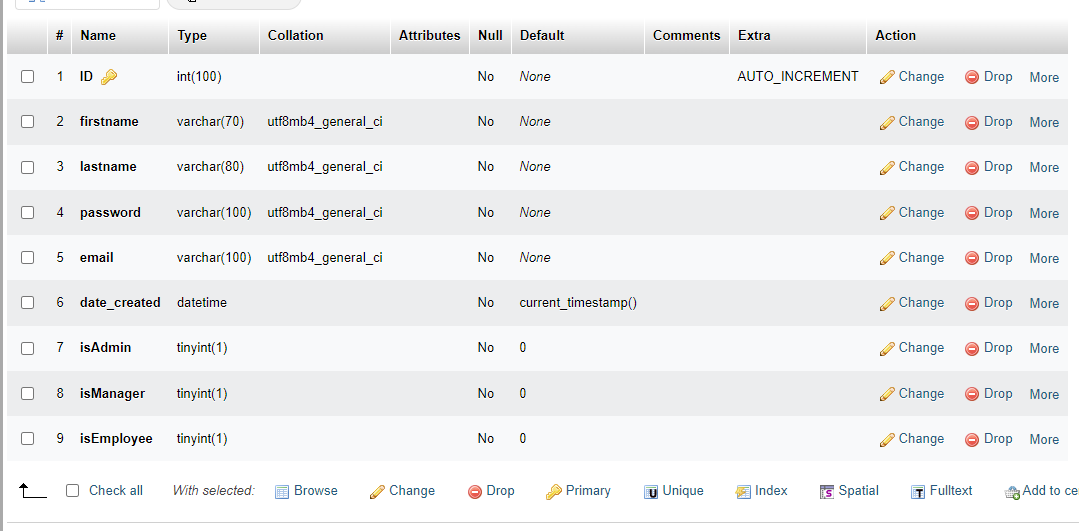 # Name Type Collation Attributes Null Default Comments Extra Action
1 ID int(100) No None AUTO_INCREMENT Change Drop More
2 firstname varchar(70) utf8mb4_general_ci No None Change Drop More
3 lastname varchar(80) utf8mb4_general_ci No None Change Drop More
4 password varchar(100) utf8mb4_general_ci No None Change Drop More
5 email varchar(100) utf8mb4_general_ci No None Change Drop More
6 date_created datetime No current_timestamp() Change Drop More
7 isAdmin tinyint(1) No 0 Change Drop More
8 isManager tinyint(1) No 0 Change Drop More
9 isEmployee tinyint(1) No 0 Change Drop More
Check all With selected: Browse Change Drop Primary Unique Index Spatial Fulltext Add to ce